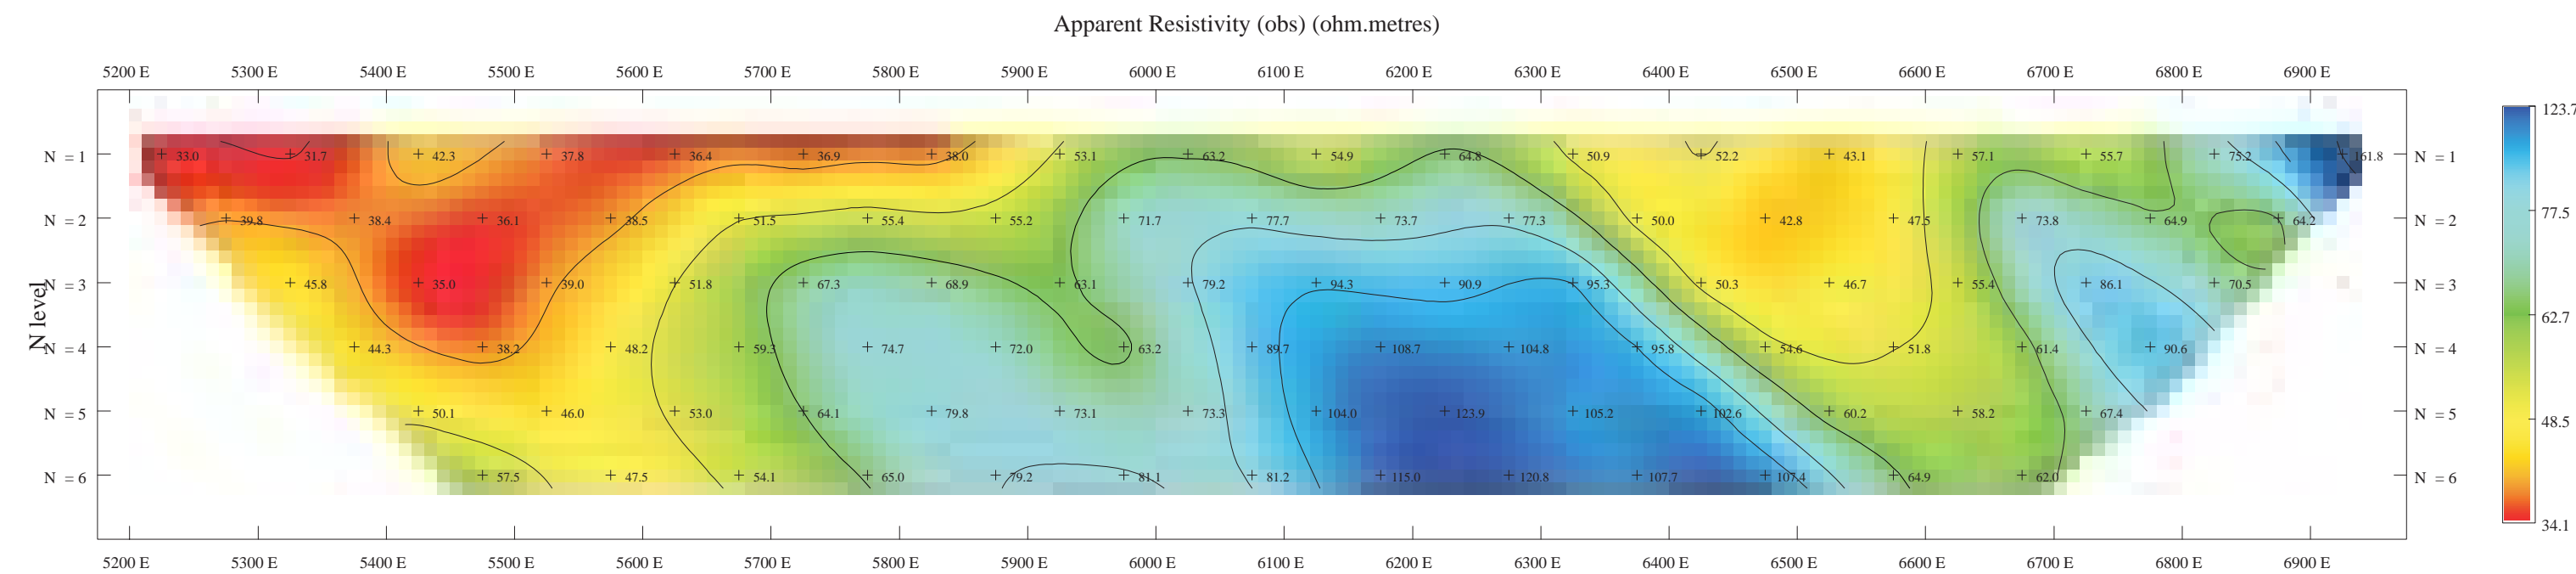 Apparent Resistivity (obs) (ohm.metres)
5200 E 5300 E 5400 E 5500 E 5600 E 5700 E 5800 E 5900 E 6000 E 6100 E 6200 E 6300 E 6400 E 6500 E 6600 E 6700 E 6800 E 6900 E
123.7
N = 1 33.0 31.7 42.3 37.8 36.4 36.9 38.0 53.1 63.2 54.9 64.8 50.9 52.2 43.1 57.1 55.7 75.2 161.8 N = 1
77.5
N = 2 39.8 38.4 36.1 38.5 51.5 55.4 55.2 71.7 77.7 73.7 77.3 50.0 42.8 47.5 73.8 64.9 64.2 N = 2
N level
N = 3 45.8 35.0 39.0 51.8 67.3 68.9 63.1 79.2 94.3 90.9 95.3 50.3 46.7 55.4 86.1 70.5 N = 3
62.7
N = 4 44.3 38.2 48.2 59.3 74.7 72.0 63.2 89.7 108.7 104.8 95.8 54.6 51.8 61.4 90.6 N = 4
N = 5 50.1 46.0 53.0 64.1 79.8 73.1 73.3 104.0 123.9 105.2 102.6 60.2 58.2 67.4 N = 5
48.5
N = 6 57.5 47.5 54.1 65.0 79.2 81.1 81.2 115.0 120.8 107.7 107.4 64.9 62.0 N = 6
34.1
5200 E 5300 E 5400 E 5500 E 5600 E 5700 E 5800 E 5900 E 6000 E 6100 E 6200 E 6300 E 6400 E 6500 E 6600 E 6700 E 6800 E 6900 E